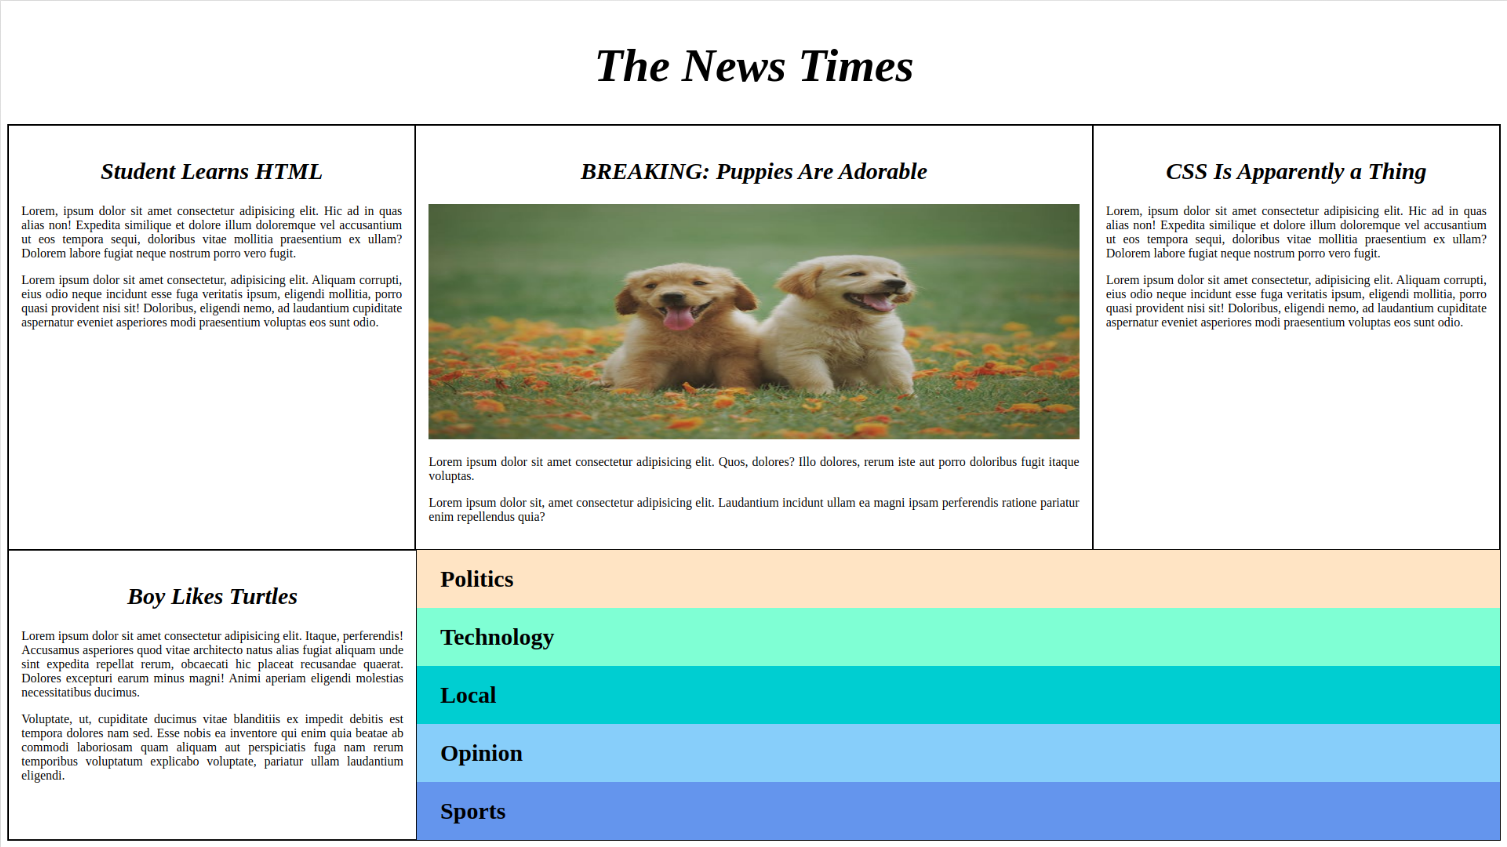 The News Times
Student Learns HTML
Lorem, ipsum dolor sit amet consectetur adipisicing elit. Hic ad in quas
alias non! Expedita similique et dolore illum doloremque vel accusantium
ut eos tempora sequi, doloribus vitae mollitia praesentium ex ullam?
Dolorem labore fugiat neque nostrum porro vero fugit.
Lorem ipsum dolor sit amet consectetur, adipisicing elit. Aliquam corrupti,
eius odio neque incidunt esse fuga veritatis ipsum, eligendi mollitia, porro
quasi provident nisi sit! Doloribus, eligendi nemo, ad laudantium cupiditate
aspernatur eveniet asperiores modi praesentium voluptas eos sunt odio.
BREAKING: Puppies Are Adorable
Lorem ipsum dolor sit amet consectetur adipisicing elit. Quos, dolores? Illo dolores, rerum iste aut porro doloribus fugit itaque
voluptas.
Lorem ipsum dolor sit, amet consectetur adipisicing elit. Laudantium incidunt ullam ea magni ipsam perferendis ratione pariatur
enim repellendus quia?
CSS Is Apparently a Thing
Lorem, ipsum dolor sit amet consectetur adipisicing elit. Hic ad in quas
alias non! Expedita similique et dolore illum doloremque vel accusantium
ut eos tempora sequi, doloribus vitae mollitia praesentium ex ullam?
Dolorem labore fugiat neque nostrum porro vero fugit.
Lorem ipsum dolor sit amet consectetur, adipisicing elit. Aliquam corrupti,
eius odio neque incidunt esse fuga veritatis ipsum, eligendi mollitia, porro
quasi provident nisi sit! Doloribus, eligendi nemo, ad laudantium cupiditate
aspernatur eveniet asperiores modi praesentium voluptas eos sunt odio.
Boy Likes Turtles
Lorem ipsum dolor sit amet consectetur adipisicing elit. Itaque, perferendis!
Accusamus asperiores quod vitae architecto natus alias fugiat aliquam unde
sint expedita repellat rerum, obcaecati hic placeat recusandae quaerat.
Dolores excepturi earum minus magni! Animi aperiam eligendi molestias
necessitatibus ducimus.
Voluptate, ut, cupiditate ducimus vitae blanditiis ex impedit debitis est
tempora dolores nam sed. Esse nobis ea inventore qui enim quia beatae ab
commodi laboriosam quam aliquam aut perspiciatis fuga nam rerum
temporibus voluptatum explicabo voluptate, pariatur ullam laudantium
eligendi.
Politics
Technology
Local
Opinion
Sports